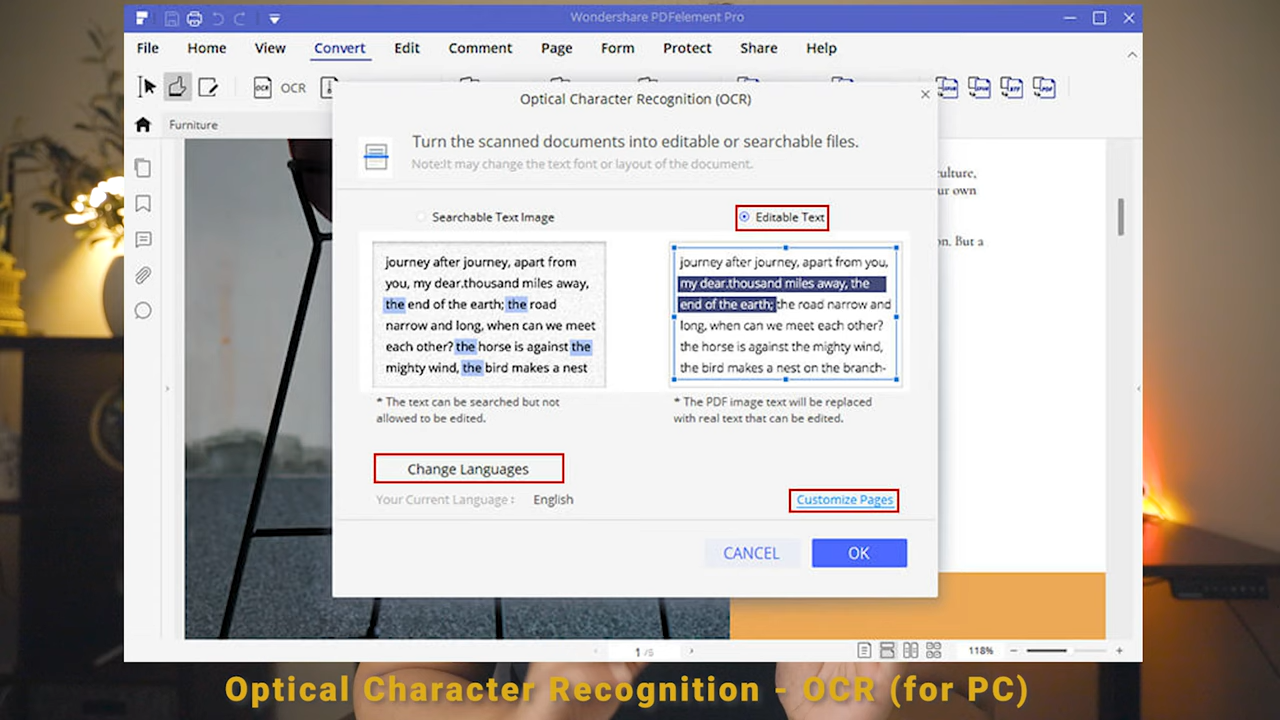 Wondershare PDFelement Pro
File Home View Convert Edit Comment Page Form Protect Share Help
OCR OCR
Furniture
Optical Character Recognition (OCR)
Turn the scanned documents into editable or searchable files.
Note:It may change the text font or layout of the document.
Searchable Text Image
journey after journey, apart from
you, my dear.thousand miles away,
the end of the earth; the road
narrow and long, when can we meet
each other? the horse is against the
mighty wind, the bird makes a nest
* The text can be searched but not
allowed to be edited.
Editable Text
journey after journey, apart from you,
my dear.thousand miles away, the
end of the earth; the road narrow and
long, when can we meet each other?
the horse is against the mighty wind,
the bird makes a nest on the branch-
* The PDF image text will be replaced
with real text that can be edited.
Change Languages
Your Current Language : English
Customize Pages
CANCEL OK
ulture,
ur own
on. But a
1 /6
118%
Optical Character Recognition - OCR (for PC)